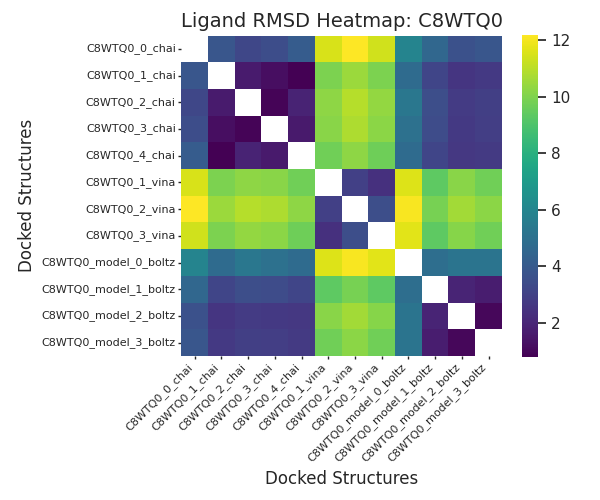 Ligand RMSD Heatmap: C8WTQ0
Docked Structures
C8WTQ0_0_chai
C8WTQ0_1_chai
C8WTQ0_2_chai
C8WTQ0_3_chai
C8WTQ0_4_chai
C8WTQ0_1_vina
C8WTQ0_2_vina
C8WTQ0_3_vina
C8WTQ0_model_0_boltz
C8WTQ0_model_1_boltz
C8WTQ0_model_2_boltz
C8WTQ0_model_3_boltz
12
10
8
6
4
2
C8WTQ0_0_chai
C8WTQ0_1_chai
C8WTQ0_2_chai
C8WTQ0_3_chai
C8WTQ0_4_chai
C8WTQ0_1_vina
C8WTQ0_2_vina
C8WTQ0_3_vina
C8WTQ0_model_0_boltz
C8WTQ0_model_1_boltz
C8WTQ0_model_2_boltz
C8WTQ0_model_3_boltz
Docked Structures